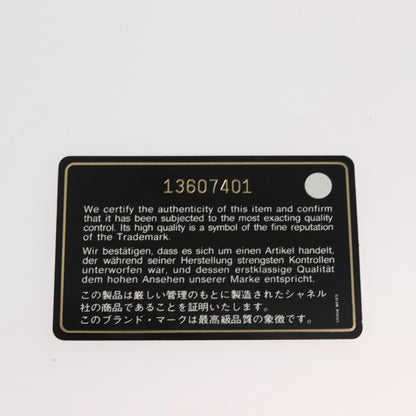 13607401
We certify the authenticity of this item and confirm
that it has been subjected to the most exacting quality
control. Its high quality is a symbol of the fine reputation
of the Trademark.
Wir bestätigen, dass es sich um einen Artikel handelt,
der während seiner Herstellung strengsten Kontrollen
unterworfen war, und dessen erstklassige Qualität
dem hohen Ansehen unserer Marke entspricht.
この製品は厳しい管理のもとに製造されたシャネル
社の商品であることを証明いたします。
このブランド・マークは最高級品質の象徴です。